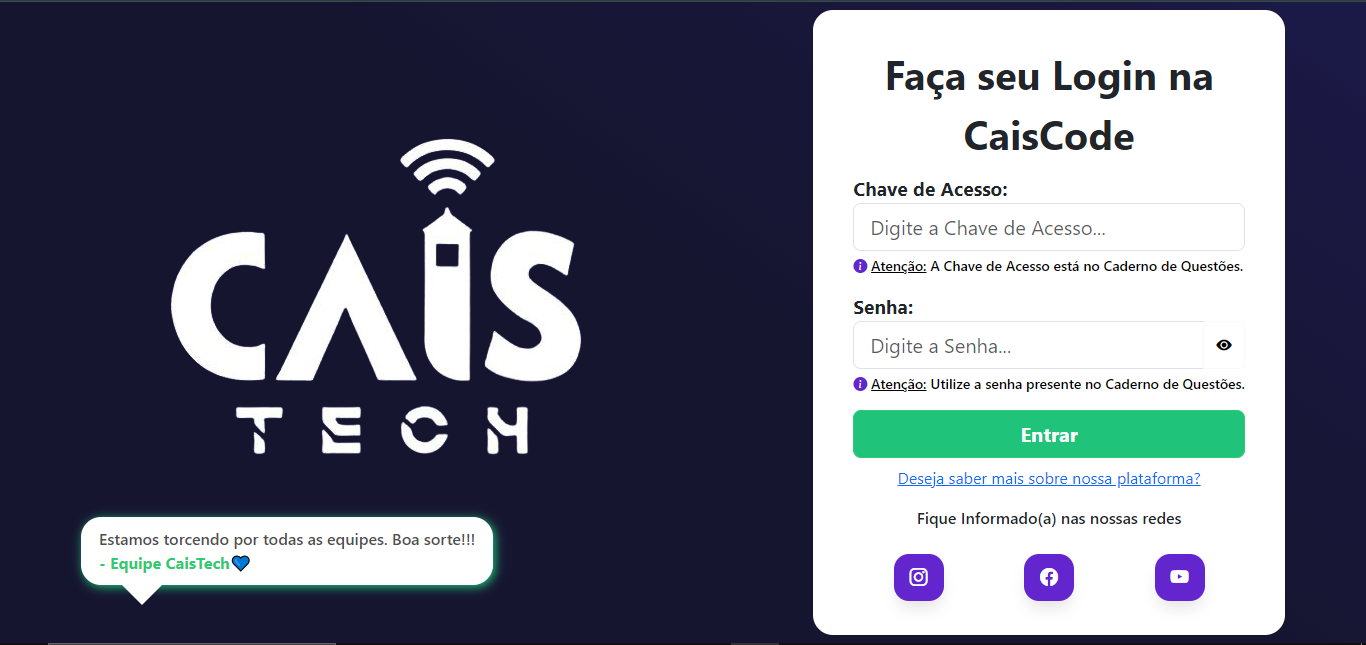 CAIS
TECH
Estamos torcendo por todas as equipes. Boa sorte!!!
- Equipe CaisTech💙
Faça seu Login na
CaisCode
Chave de Acesso:
Digite a Chave de Acesso...
Atenção: A Chave de Acesso está no Caderno de Questões.
Senha:
Digite a Senha...
Atenção: Utilize a senha presente no Caderno de Questões.
Entrar
Deseja saber mais sobre nossa plataforma?
Fique Informado(a) nas nossas redes